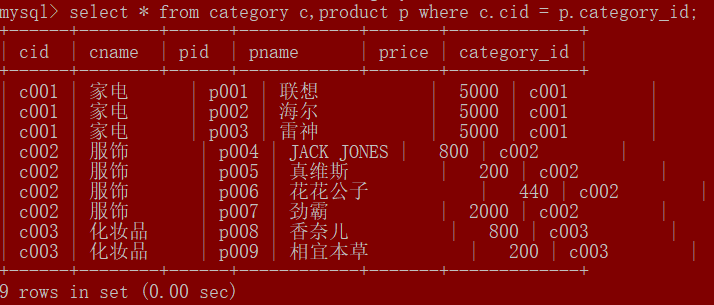 mysql> select * from category c,product p where c.cid = p.category_id;
+------+--------+------+------------+-------+-------------+
| cid | cname | pid | pname | price | category_id |
+------+--------+------+------------+-------+-------------+
| c001 | 家电 | p001 | 联想 | 5000 | c001 |
| c001 | 家电 | p002 | 海尔 | 5000 | c001 |
| c001 | 家电 | p003 | 雷神 | 5000 | c001 |
| c002 | 服饰 | p004 | JACK JONES | 800 | c002 |
| c002 | 服饰 | p005 | 真维斯 | 200 | c002 |
| c002 | 服饰 | p006 | 花花公子 | 440 | c002 |
| c002 | 服饰 | p007 | 劲霸 | 2000 | c002 |
| c003 | 化妆品 | p008 | 香奈儿 | 800 | c003 |
| c003 | 化妆品 | p009 | 相宜本草 | 200 | c003 |
+------+--------+------+------------+-------+-------------+
9 rows in set (0.00 sec)